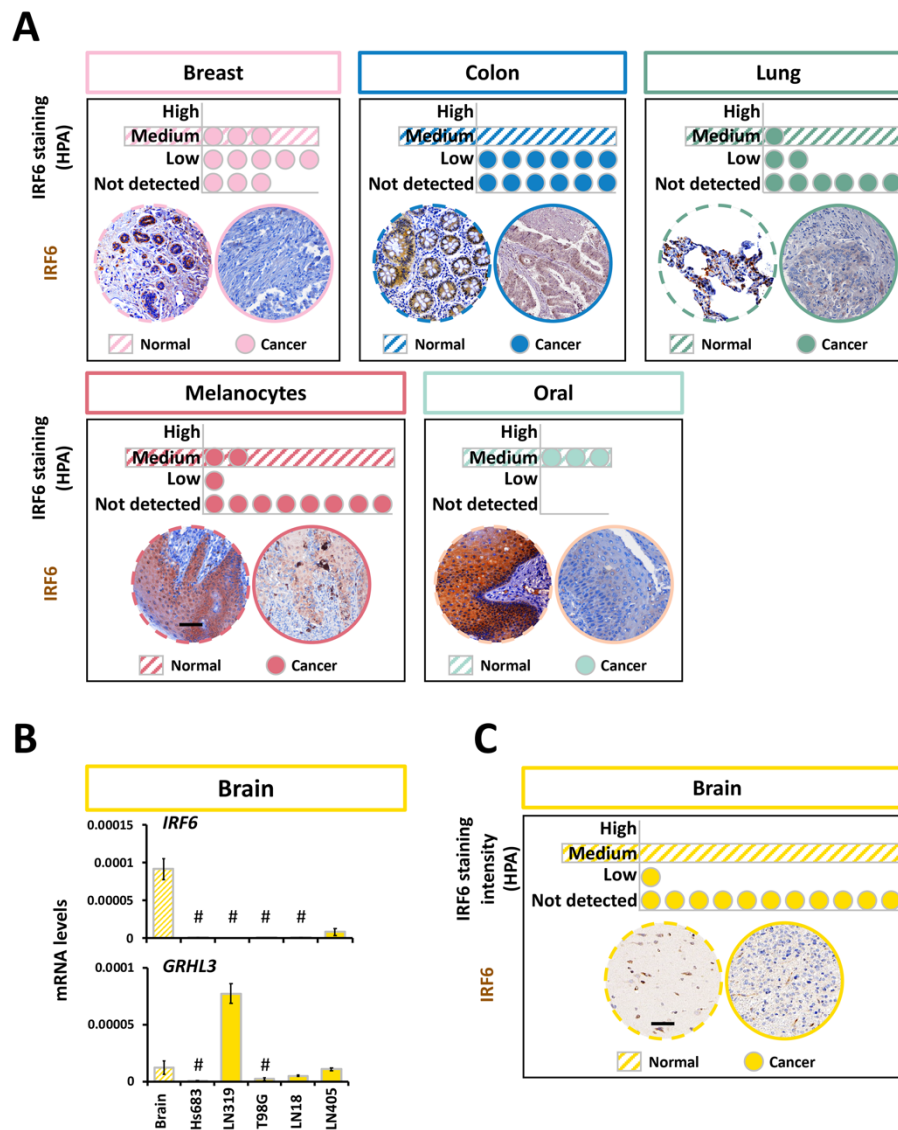 A
Breast
Colon
Lung
IRF6 staining
(HPA)
High
Medium
Low
Not detected
High
Medium
Low
Not detected
High
Medium
Low
Not detected
IRF6
Normal
Cancer
Normal
Cancer
Normal
Cancer
Melanocytes
Oral
IRF6 staining
(HPA)
High
Medium
Low
Not detected
High
Medium
Low
Not detected
IRF6
Normal
Cancer
Normal
Cancer
B
Brain
mRNA levels
IRF6
0.00015
0.0001
0.00005
0
# # # #
GRHL3
0.0001
0.00005
0
# #
Brain
Hs683
LN319
T98G
LN18
LN405
C
Brain
IRF6 staining
intensity
(HPA)
High
Medium
Low
Not detected
IRF6
Normal
Cancer